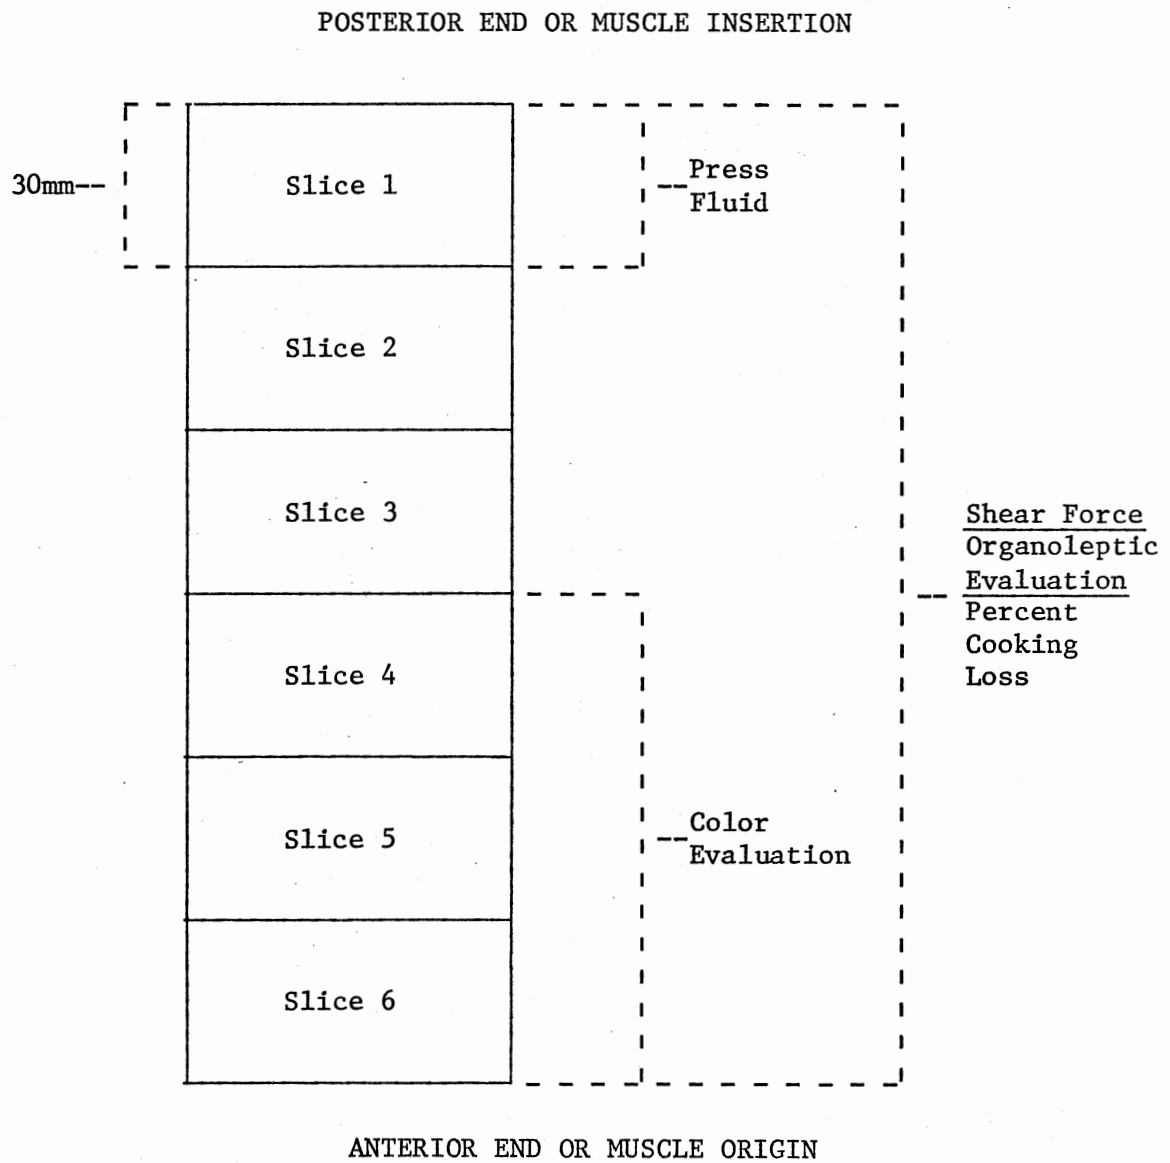 POSTERIOR END OR MUSCLE INSERTION
30mm--
Slice 1
--Press
Fluid
Slice 2
Slice 3
Slice 4
Slice 5
Slice 6
--Color
Evaluation
Shear Force
Organoleptic
-- Evaluation
Percent
Cooking
Loss
ANTERIOR END OR MUSCLE ORIGIN